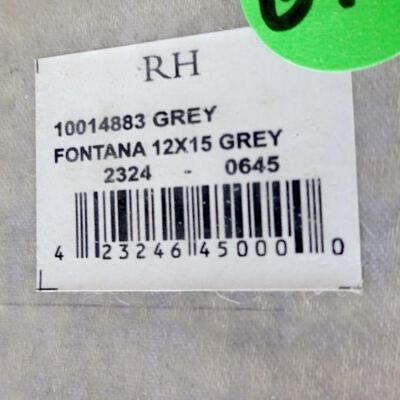 RH
10014883 GREY
FONTANA 12X15 GREY
2324 - 0645
4 23246 45000 0